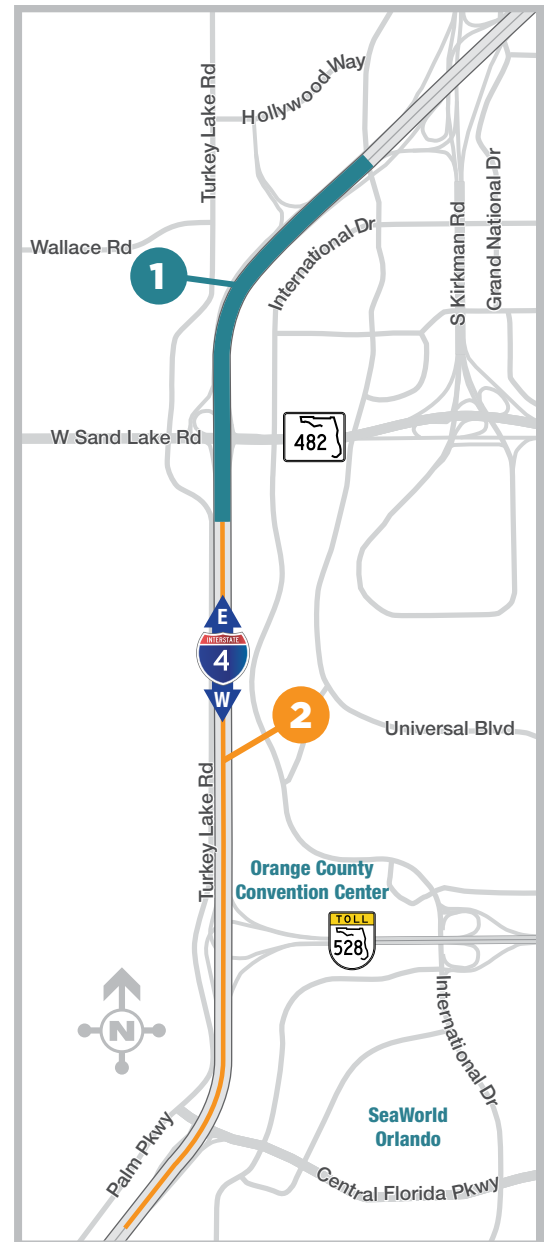 Hollywood Way
Turkey Lake Rd
Wallace Rd
1
International Dr
S Kirkman Rd
Grand National Dr
W Sand Lake Rd
482
E
INTERSTATE
4
W
2
Universal Blvd
Turkey Lake Rd
Orange County
Convention Center
TOLL
528
N
International Dr
SeaWorld
Orlando
Palm Pkwy
Central Florida Pkwy